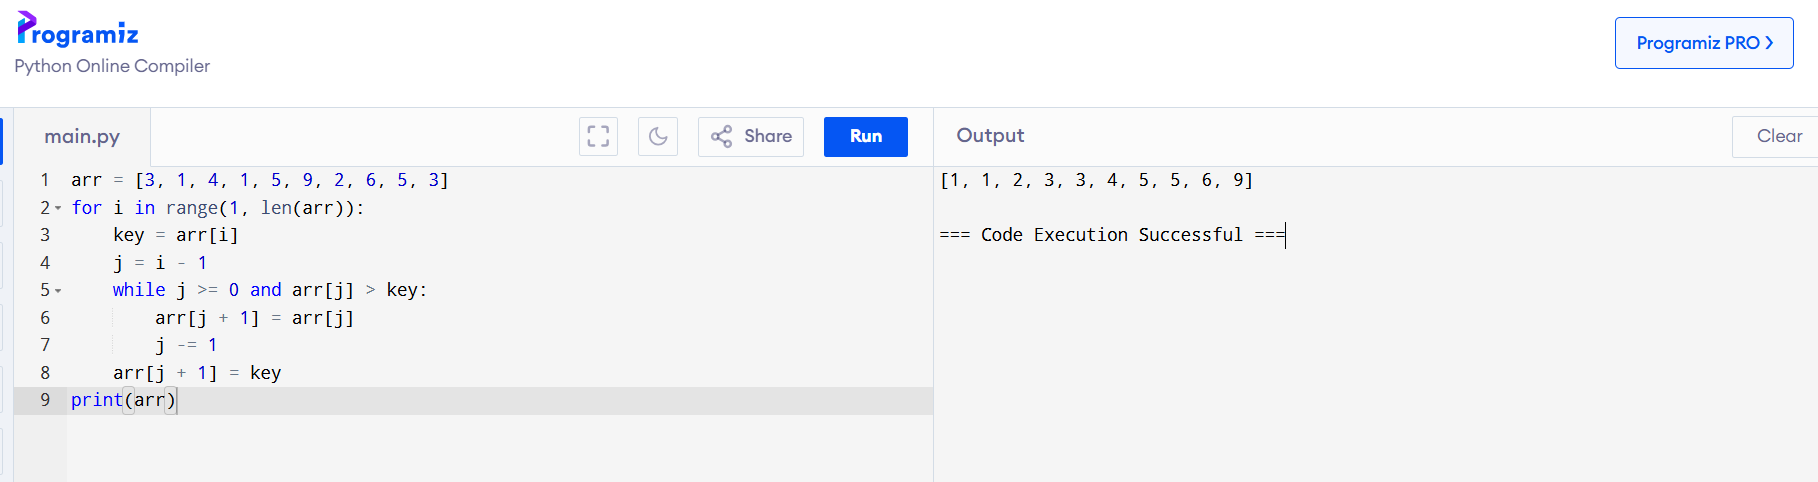 Programiz
Python Online Compiler
Programiz PRO >
main.py
Share
Run
Output
Clear
1 arr = [3, 1, 4, 1, 5, 9, 2, 6, 5, 3]
2 for i in range(1, len(arr)):
3     key = arr[i]
4     j = i - 1
5     while j >= 0 and arr[j] > key:
6         arr[j + 1] = arr[j]
7         j -= 1
8     arr[j + 1] = key
9 print(arr)
[1, 1, 2, 3, 3, 4, 5, 5, 6, 9]
=== Code Execution Successful ===